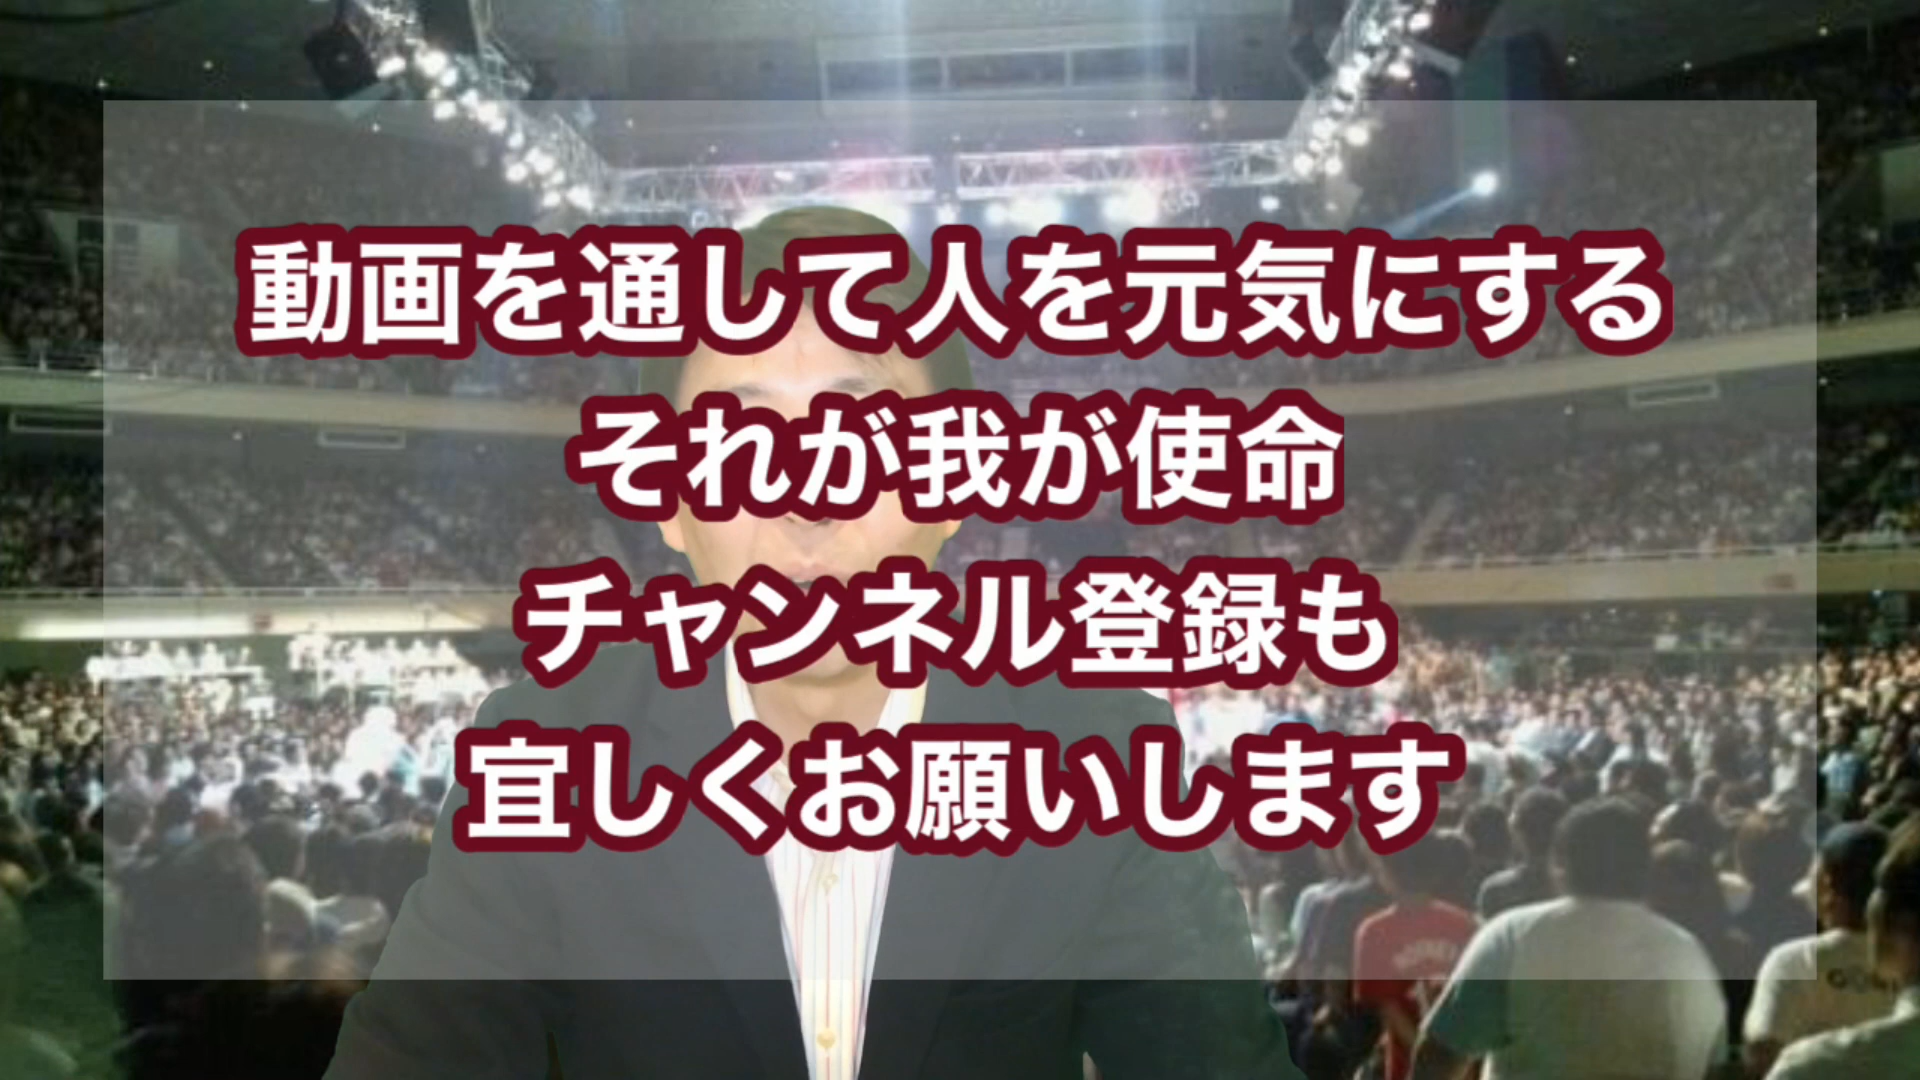 動画を通して人を元気にする
それが我が使命
チャンネル登録も
宜しくお願いします